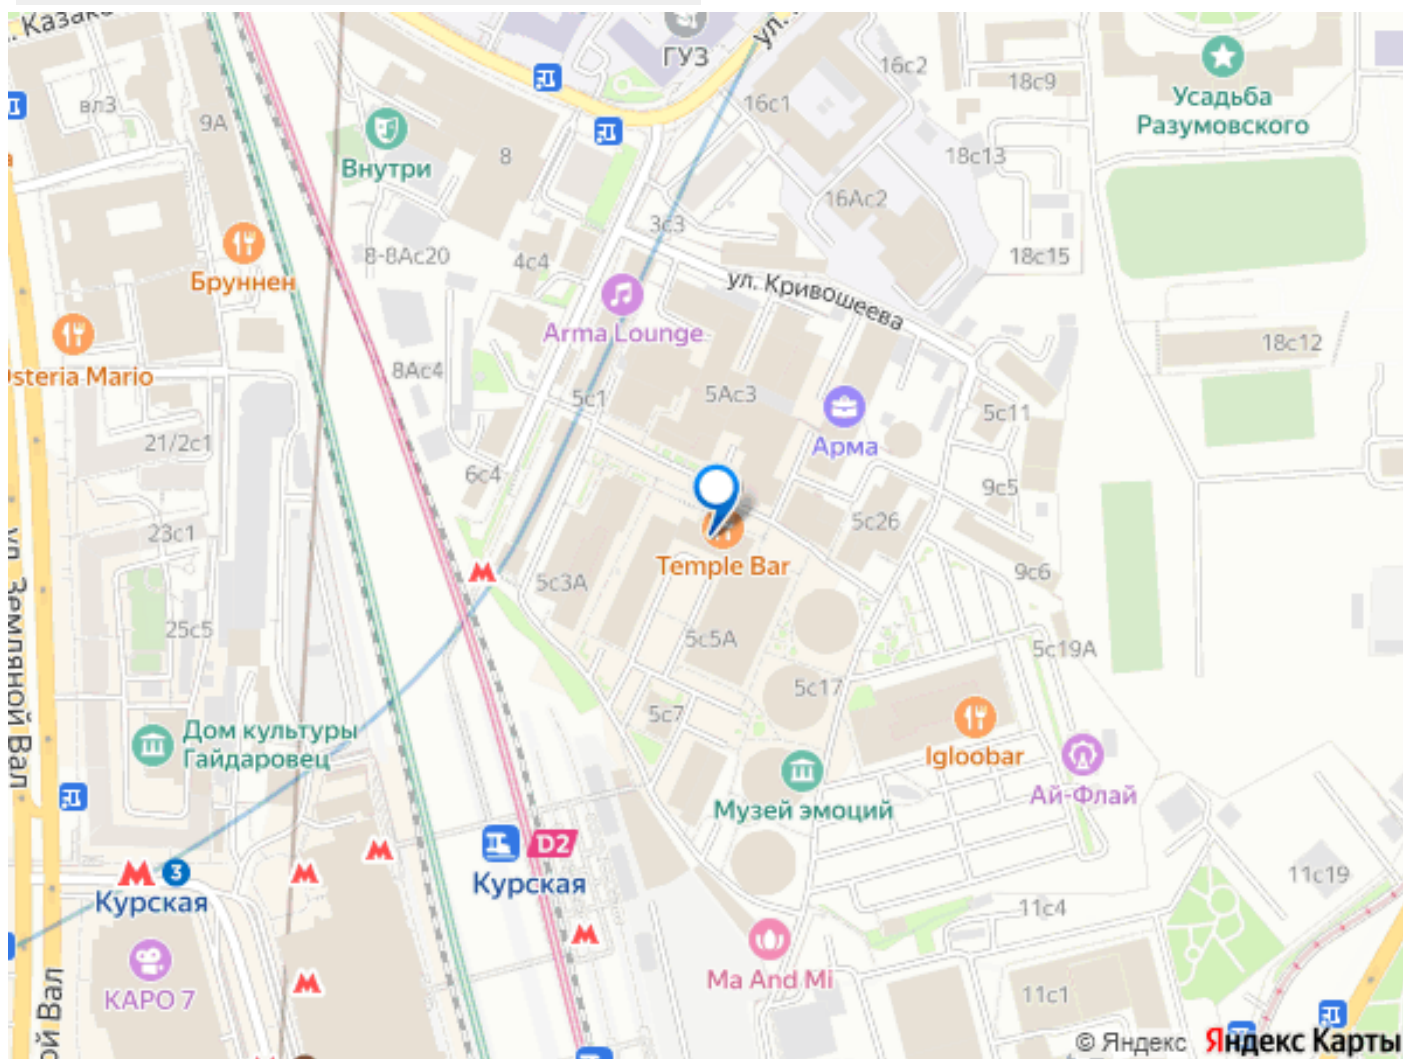 . Казако
ул.
ГУЗ
16с2
18с9
Усадьба
Разумовского
вл3
9А
16с1
8
Внутри
18с13
16Ас2
3с3
8-8Ас20
4с4
18с15
Бруннен
ул. Кривошеева
Arma Lounge
18с12
Osteria Mario
8Ас4
5с1
5Ас3
5с11
21/2с1
Арма
6с4
9с5
23с1
5с26
Temple Bar
5с3А
9с6
ул. Земляной Вал
25с5
5с5А
5с19А
5с17
5с7
Дом культуры
Гайдаровец
Igloobar
Ай-Флай
Музей эмоций
D2
Курская
3
Курская
11с19
11с4
Ma And Mi
КАРО 7
11с1
ой Вал
© Яндекс Яндекс Карты